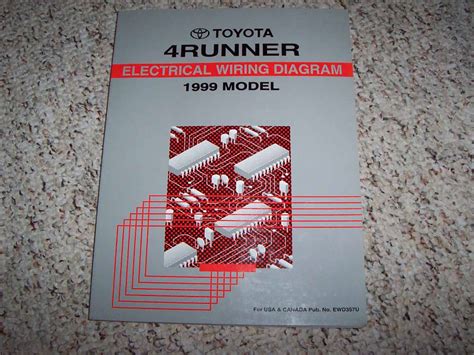 TOYOTA
4RUNNER
ELECTRICAL WIRING DIAGRAM
1999 MODEL
For USA & CANADA Pub. No. EWD357U